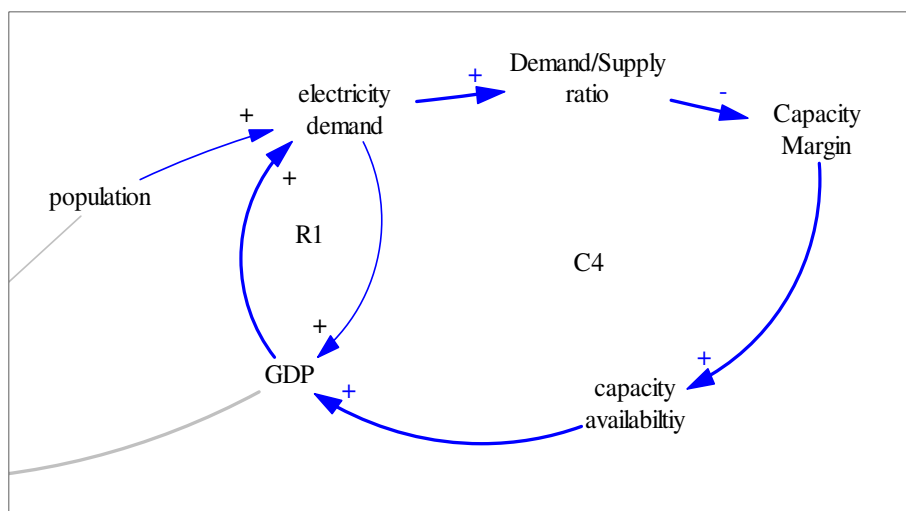 electricity
demand
+
Demand/Supply
ratio
-
Capacity
Margin
+
population
+
R1
C4
+
GDP
+
capacity
availabiltiy
+